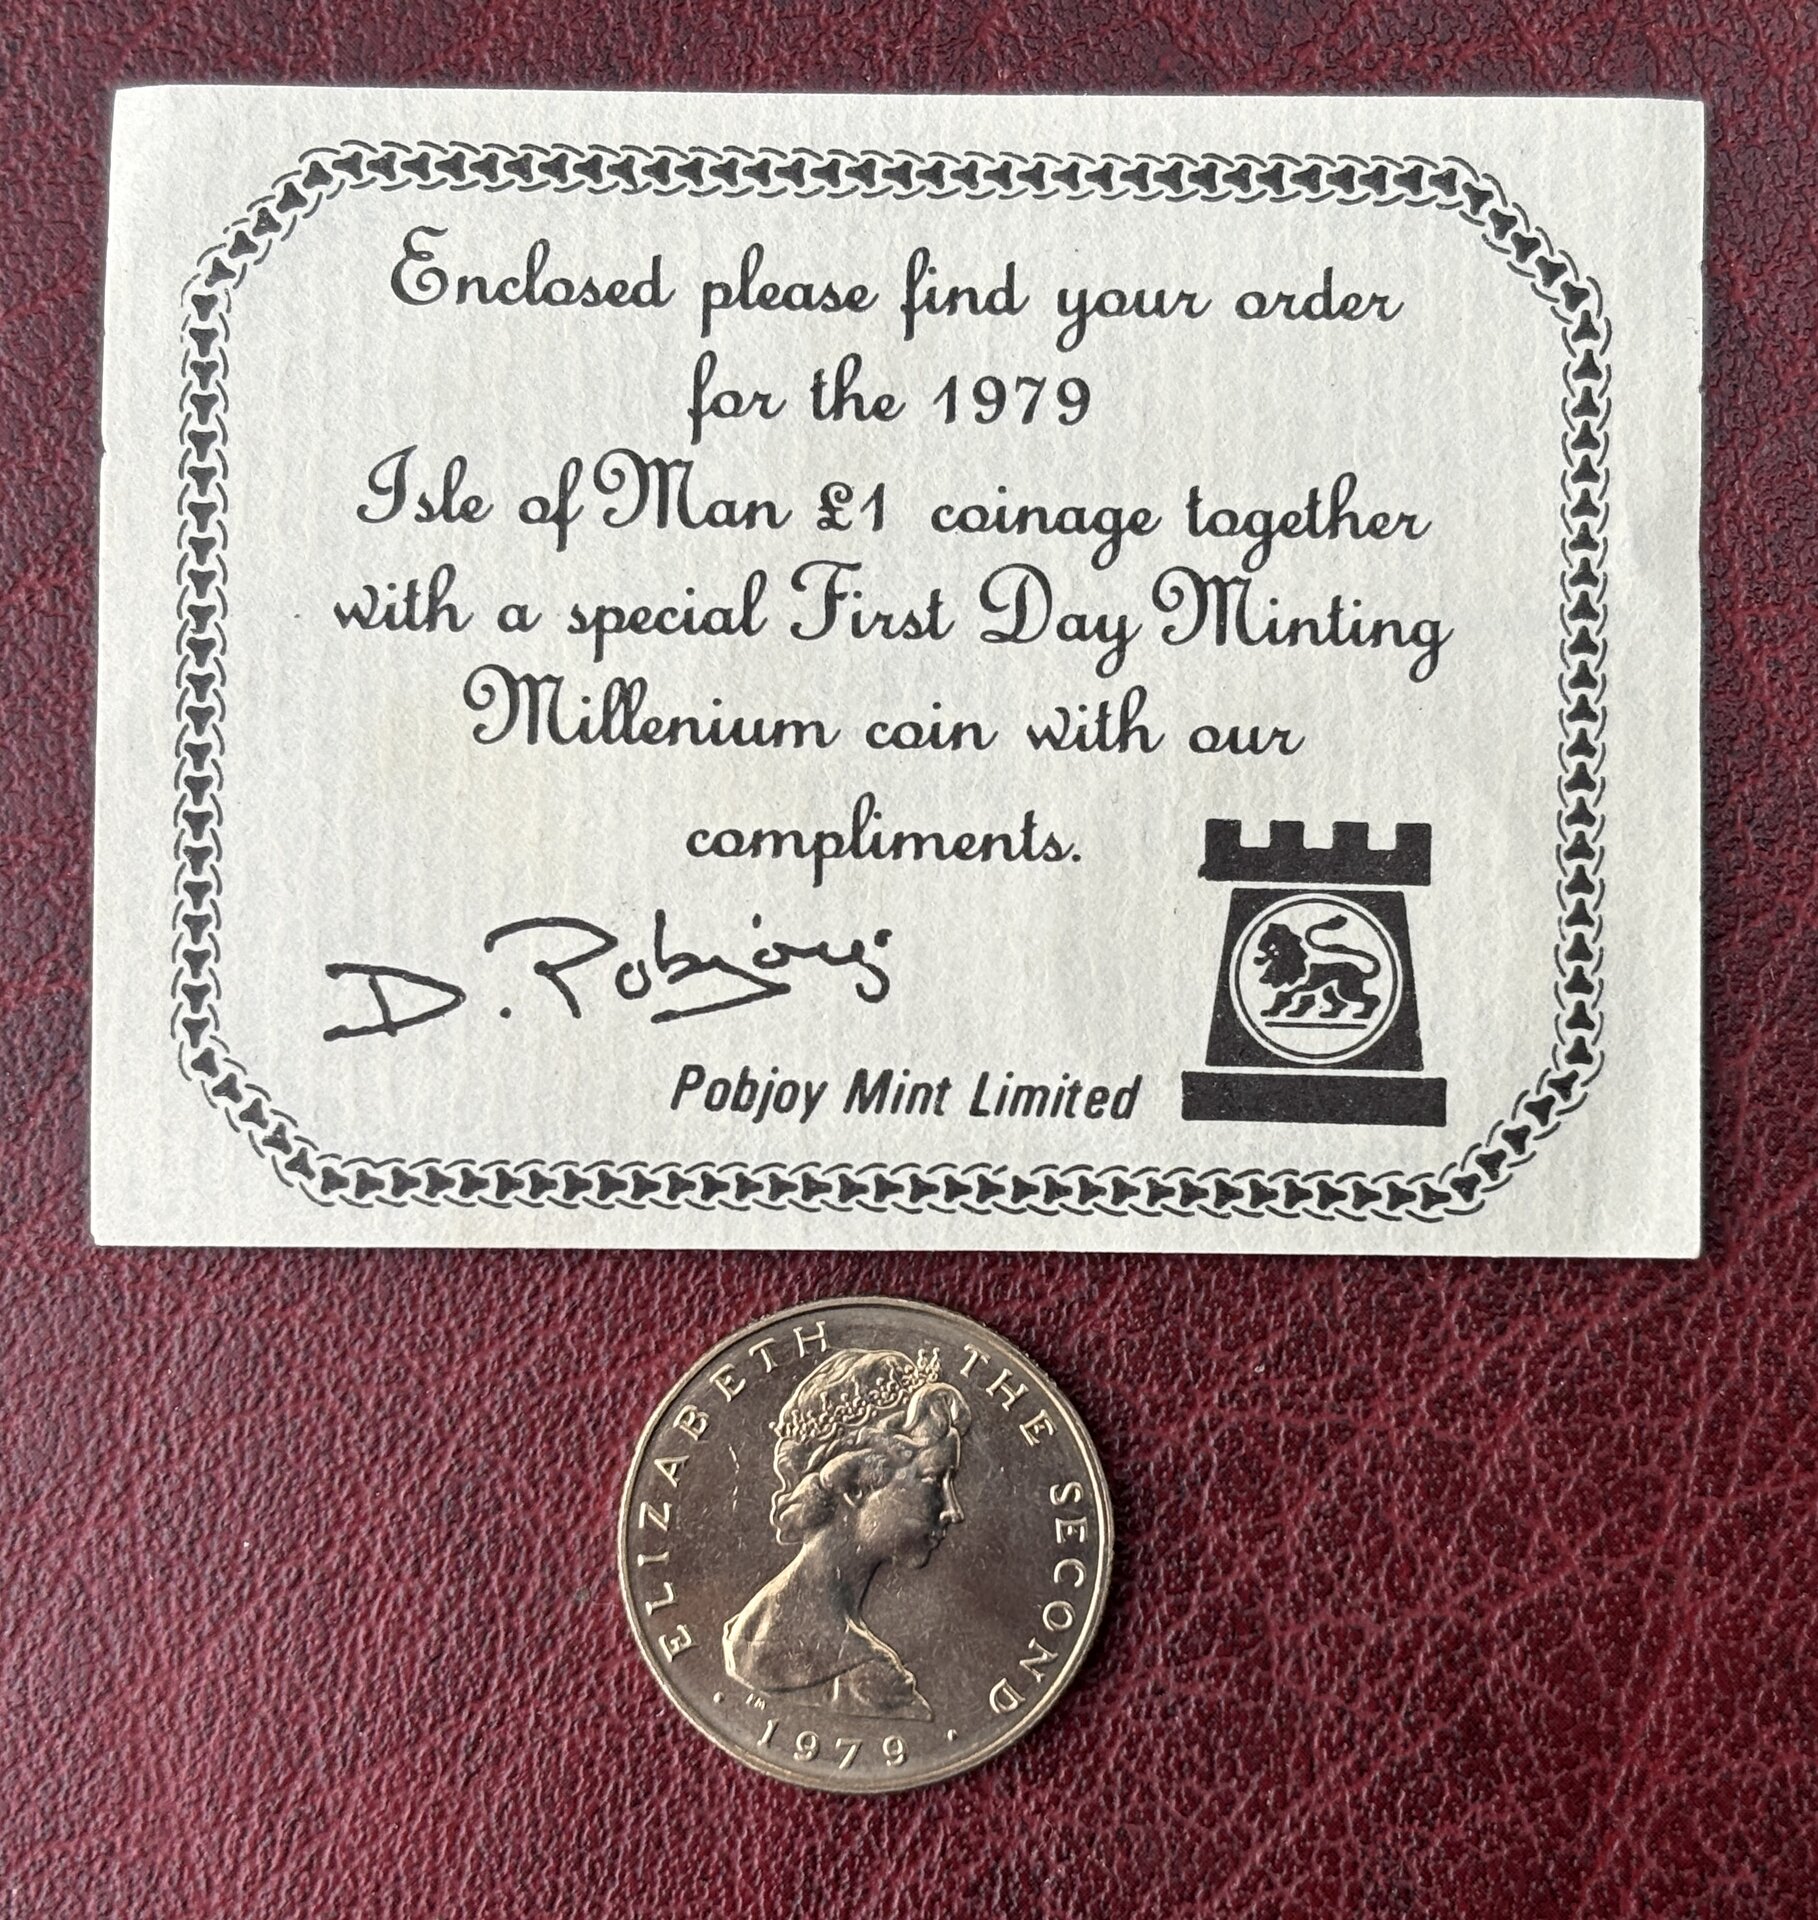 Enclosed please find your order
for the 1979
Isle of Man £1 coinage together
with a special First Day Minting
Millenium coin with our
compliments.
D. Pobjoy
Pobjoy Mint Limited
ELIZABETH THE SECOND
PM
· 1979 ·